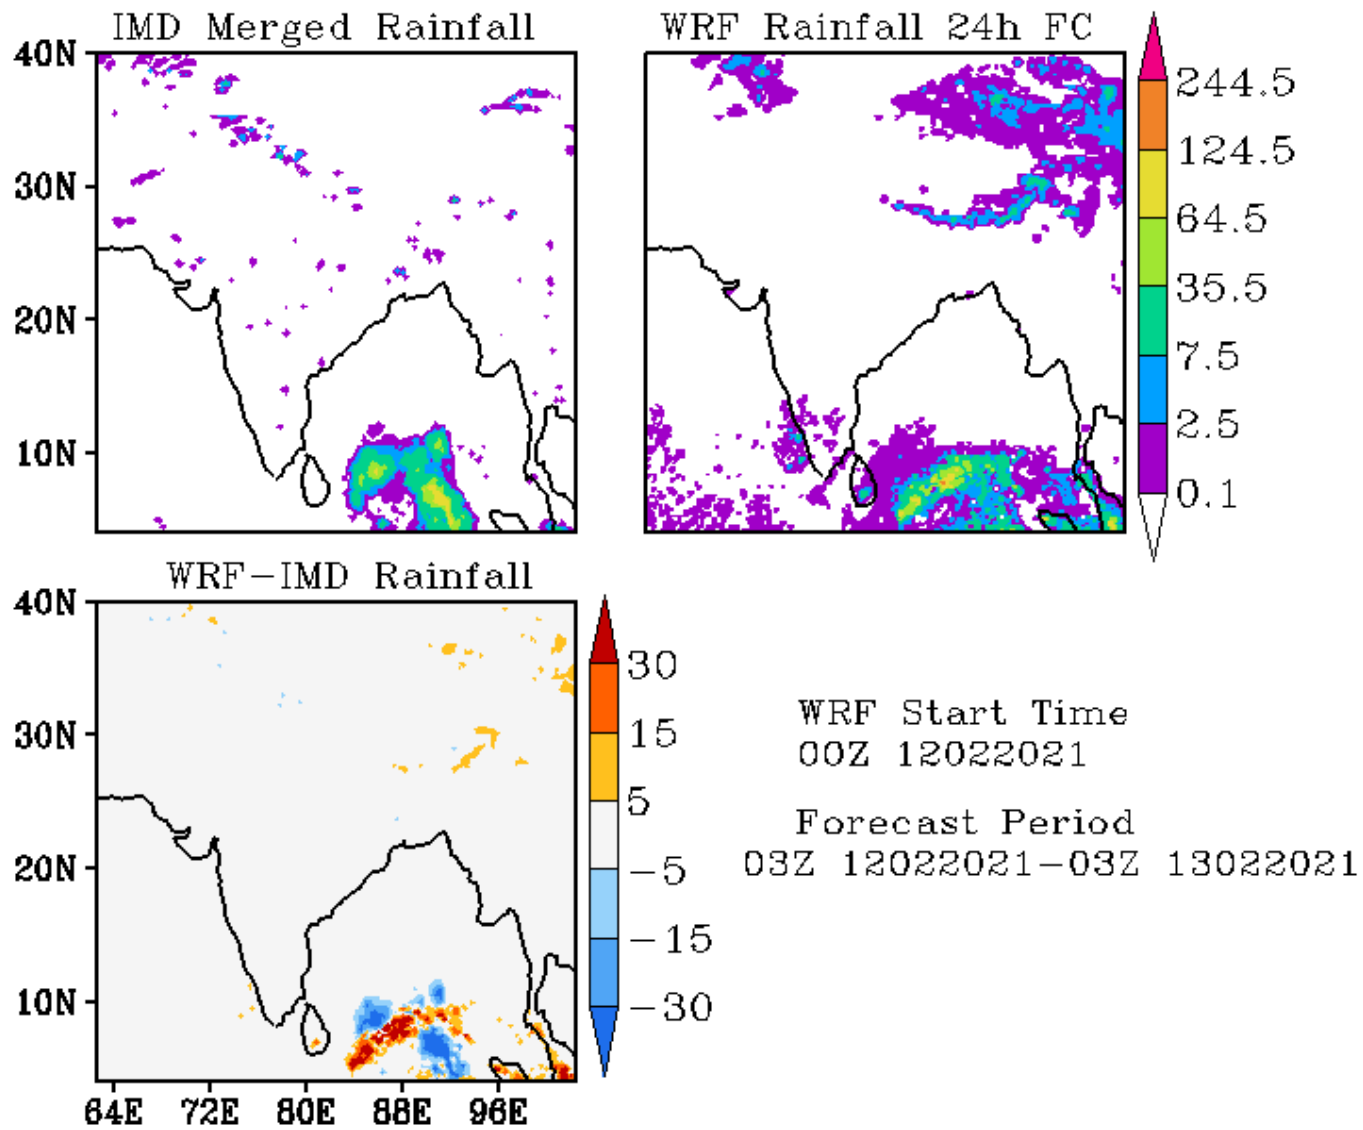 IMD Merged Rainfall
WRF Rainfall 24h FC
40N
30N
20N
10N
244.5
124.5
64.5
35.5
7.5
2.5
0.1
WRF-IMD Rainfall
40N
30N
20N
10N
64E 72E 80E 88E 96E
30
15
5
-5
-15
-30
WRF Start Time
00Z 12022021
Forecast Period
03Z 12022021-03Z 13022021